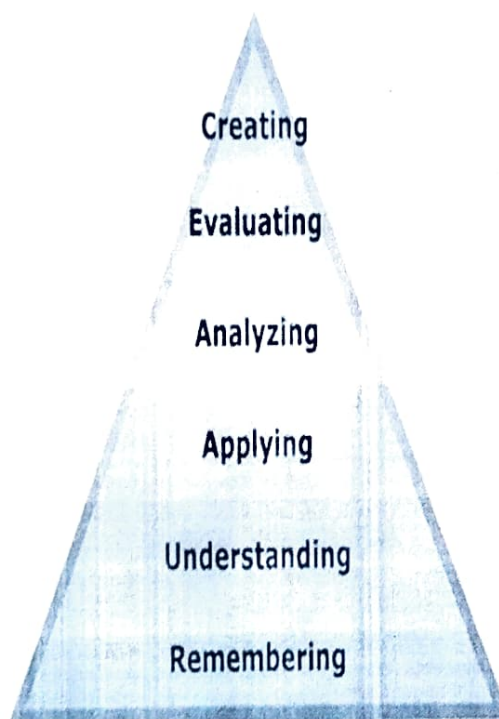 Creating
Evaluating
Analyzing
Applying
Understanding
Remembering